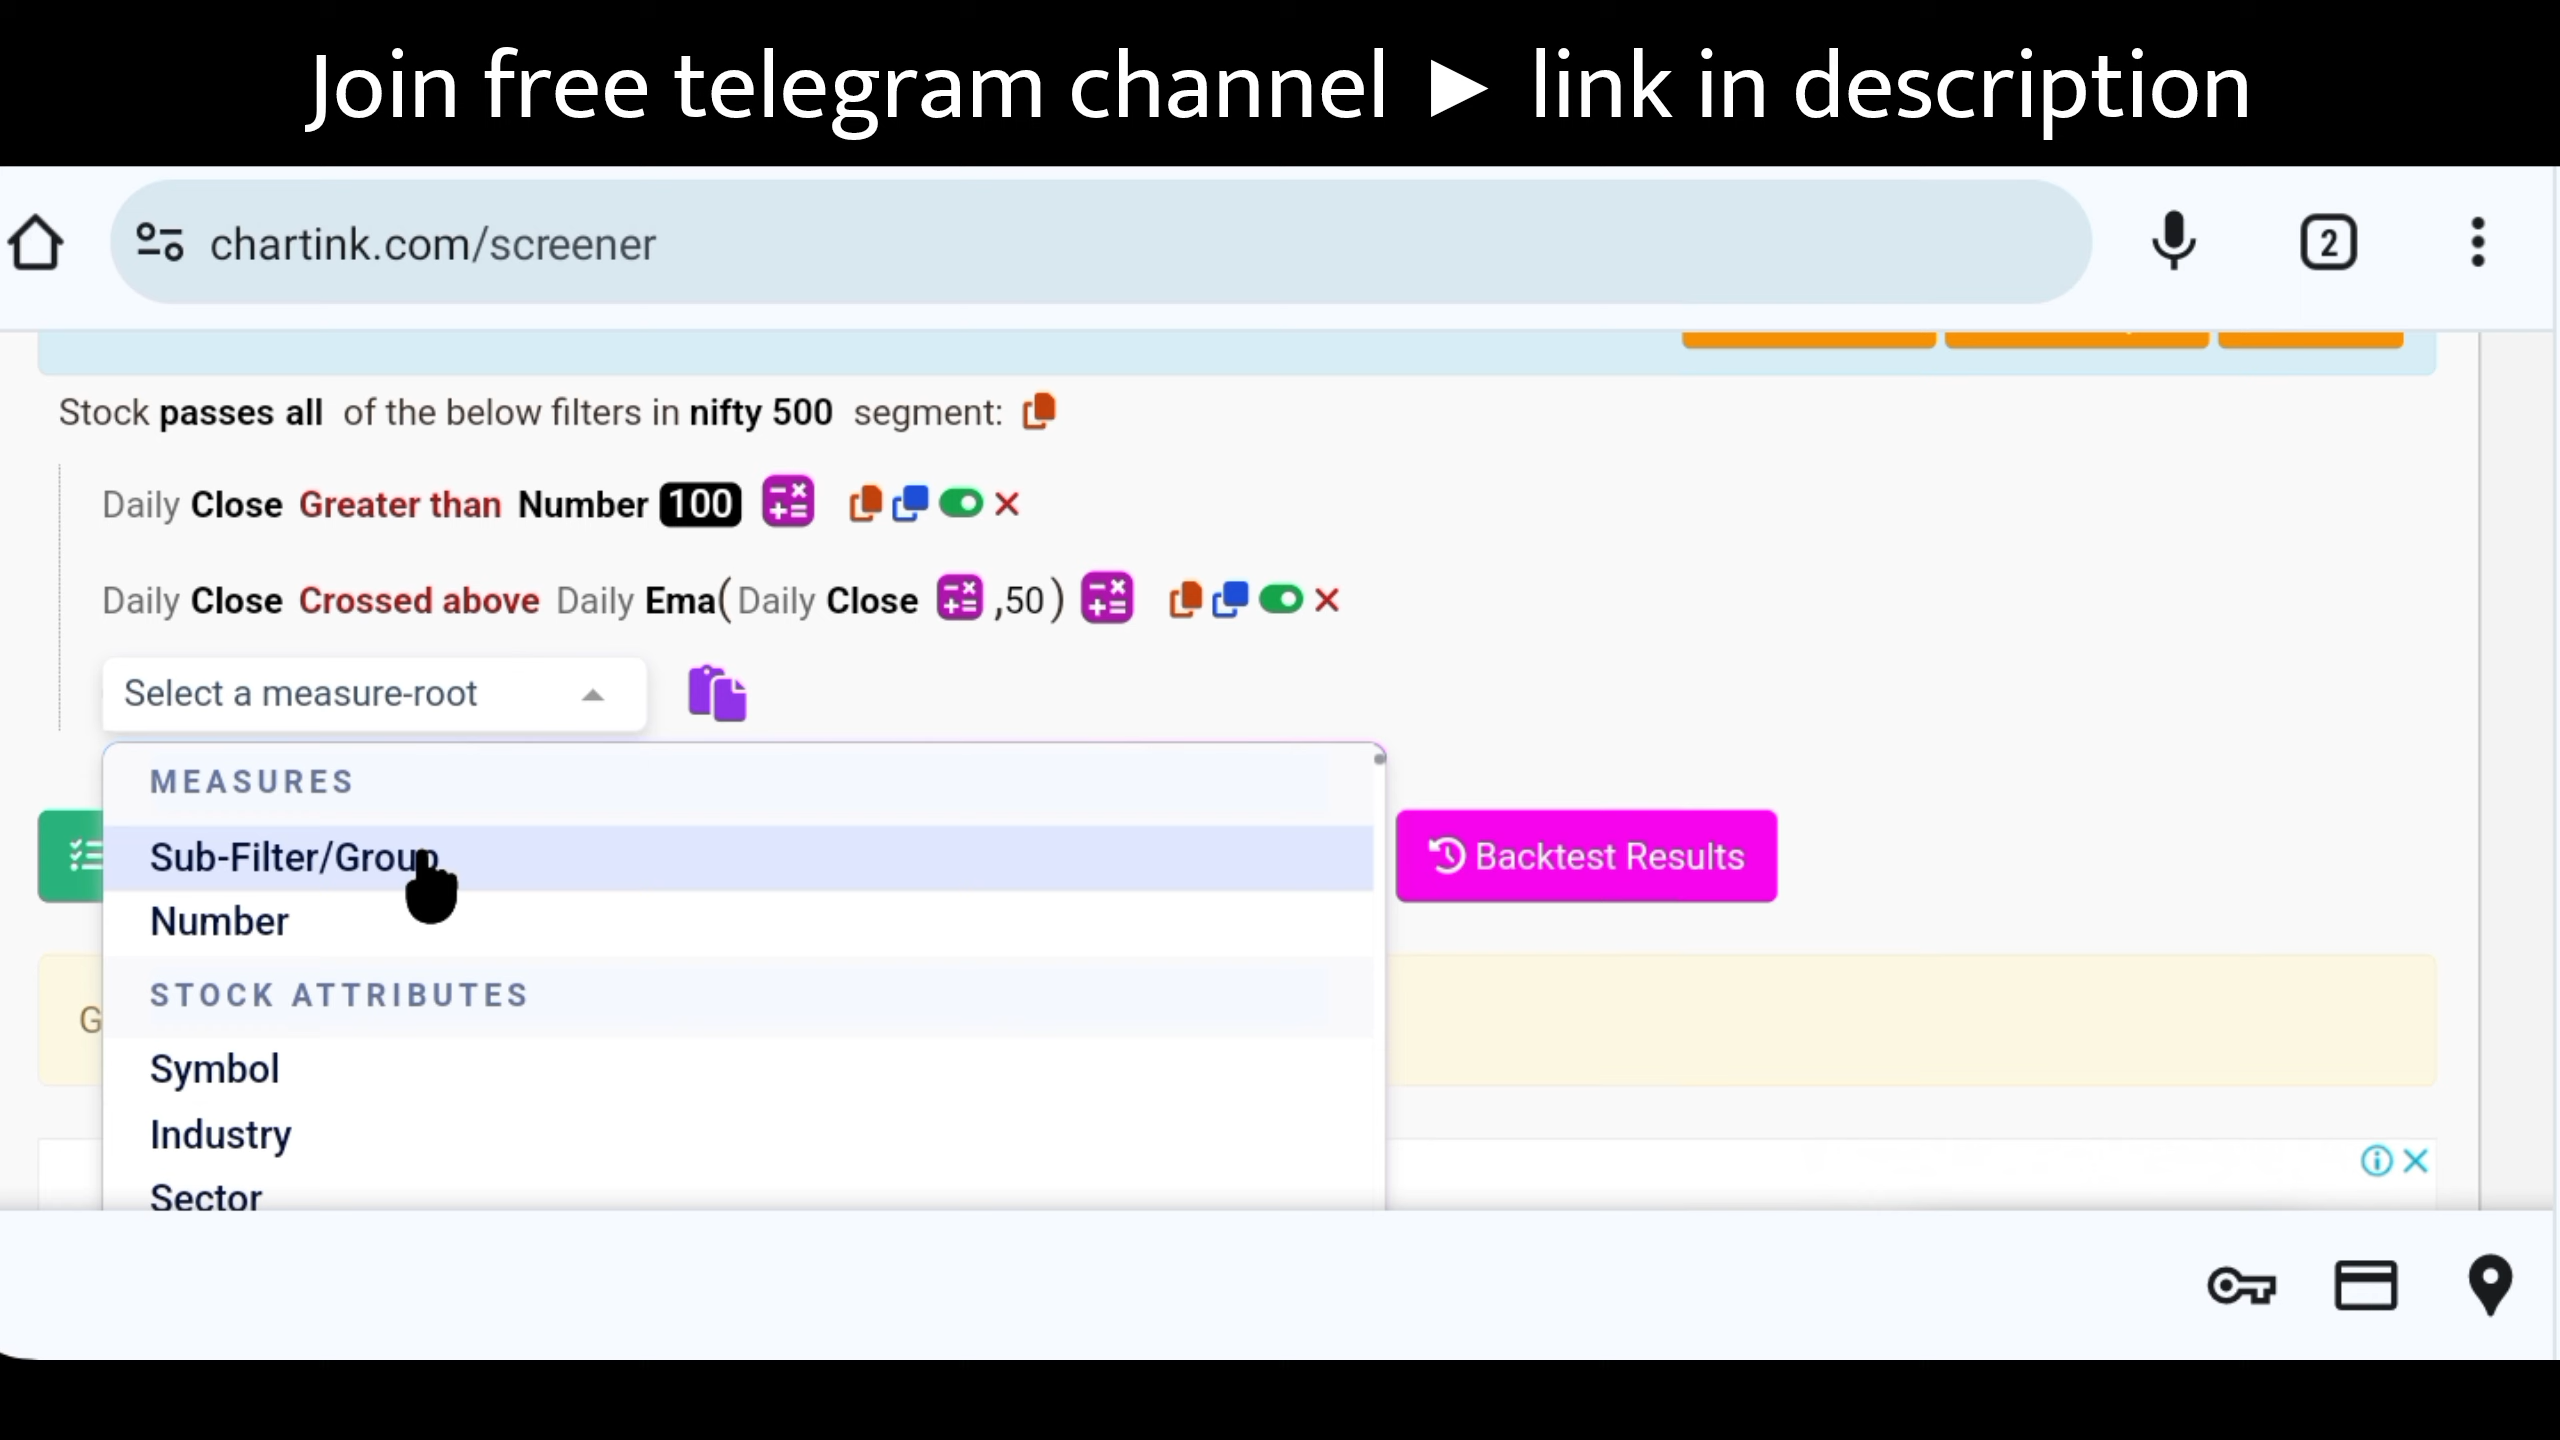 Join free telegram channel ► link in description
chartink.com/screener
2
Stock passes all of the below filters in nifty 500 segment:
Daily Close Greater than Number 100
Daily Close Crossed above Daily Ema( Daily Close ,50 )
Select a measure-root
MEASURES
Sub-Filter/Group
Backtest Results
Number
STOCK ATTRIBUTES
G
Symbol
Industry
Sector